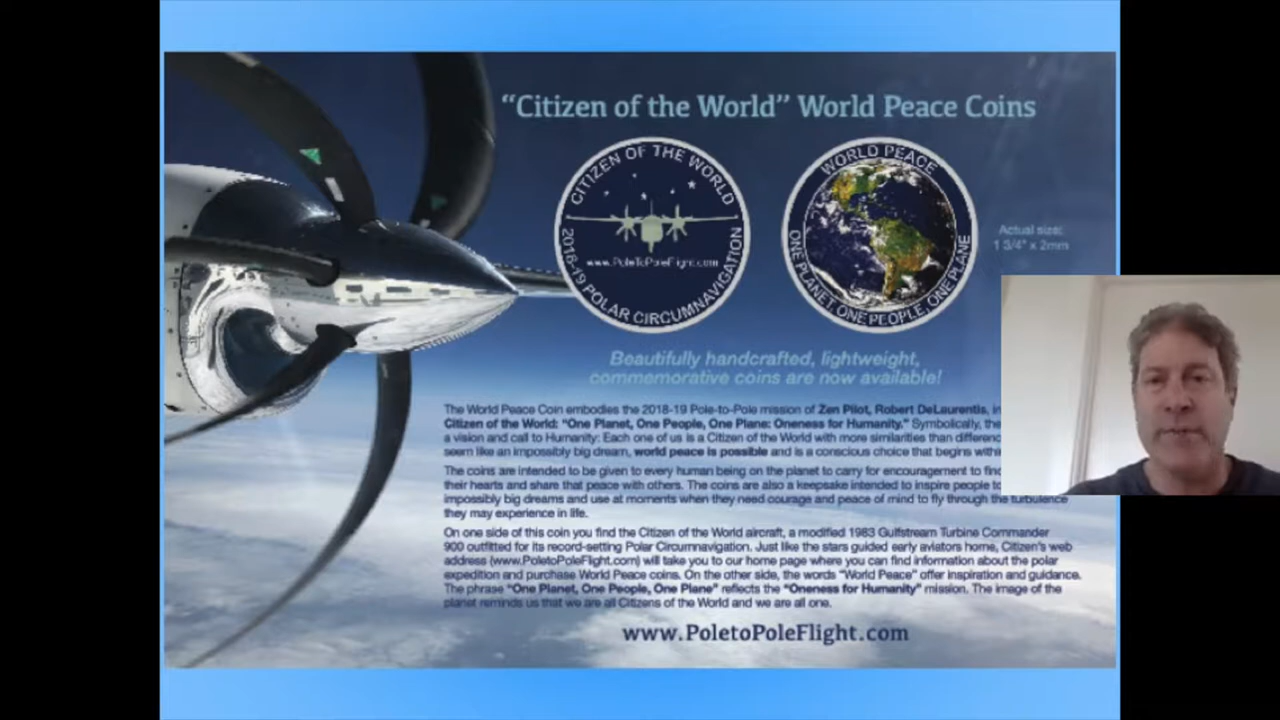 "Citizen of the World" World Peace Coins
CITIZEN OF THE WORLD
www.PoleToPoleFlight.com
2018-19 POLAR CIRCUMNAVIGATION
WORLD PEACE
ONE PLANET, ONE PEOPLE, ONE PLANE
Actual size:
1 3/4" x 2mm
Beautifully handcrafted, lightweight,
commemorative coins are now available!
The World Peace Coin embodies the 2018-19 Pole-to-Pole mission of Zen Pilot, Robert DeLaurentis, in
Citizen of the World: "One Planet, One People, One Plane: Oneness for Humanity." Symbolically, the
a vision and call to Humanity: Each one of us is a Citizen of the World with more similarities than
seem like an impossibly big dream, world peace is possible and is a conscious choice that begins
The coins are intended to be given to every human being on the planet to carry for encouragement to
their hearts and share that peace with others. The coins are also a keepsake intended to inspire people to
impossibly big dreams and use at moments when they need courage and peace of mind to fly through the turbulence
they may experience in life.
On one side of this coin you find the Citizen of the World aircraft, a modified 1983 Gulfstream Turbine Commander
900 outfitted for its record-setting Polar Circumnavigation. Just like the stars guided early aviators home, Citizen's web
address (www.PoletoPoleFlight.com) will take you to our home page where you can find information about the polar
expedition and purchase World Peace coins. On the other side, the words "World Peace" offer inspiration and guidance.
The phrase "One Planet, One People, One Plane" reflects the "Oneness for Humanity" mission. The image of the
planet reminds us that we are all Citizens of the World and we are all one.
www.PoletoPoleFlight.com